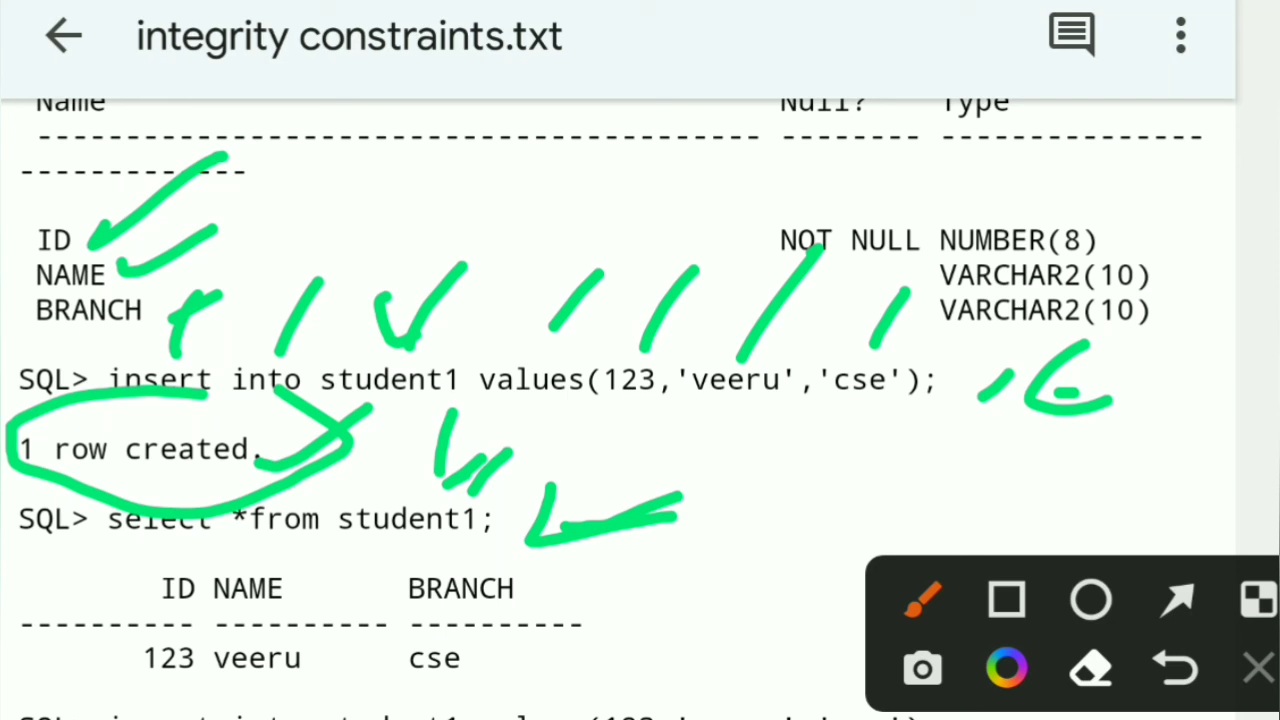 integrity constraints.txt
Name Null? Type
----------------------------------------- -------- ---------------
-------------
ID NOT NULL NUMBER(8)
NAME VARCHAR2(10)
BRANCH VARCHAR2(10)
SQL> insert into student1 values(123,'veeru','cse');
1 row created.
SQL> select *from student1;
ID NAME BRANCH
---------- ---------- ----------
123 veeru cse